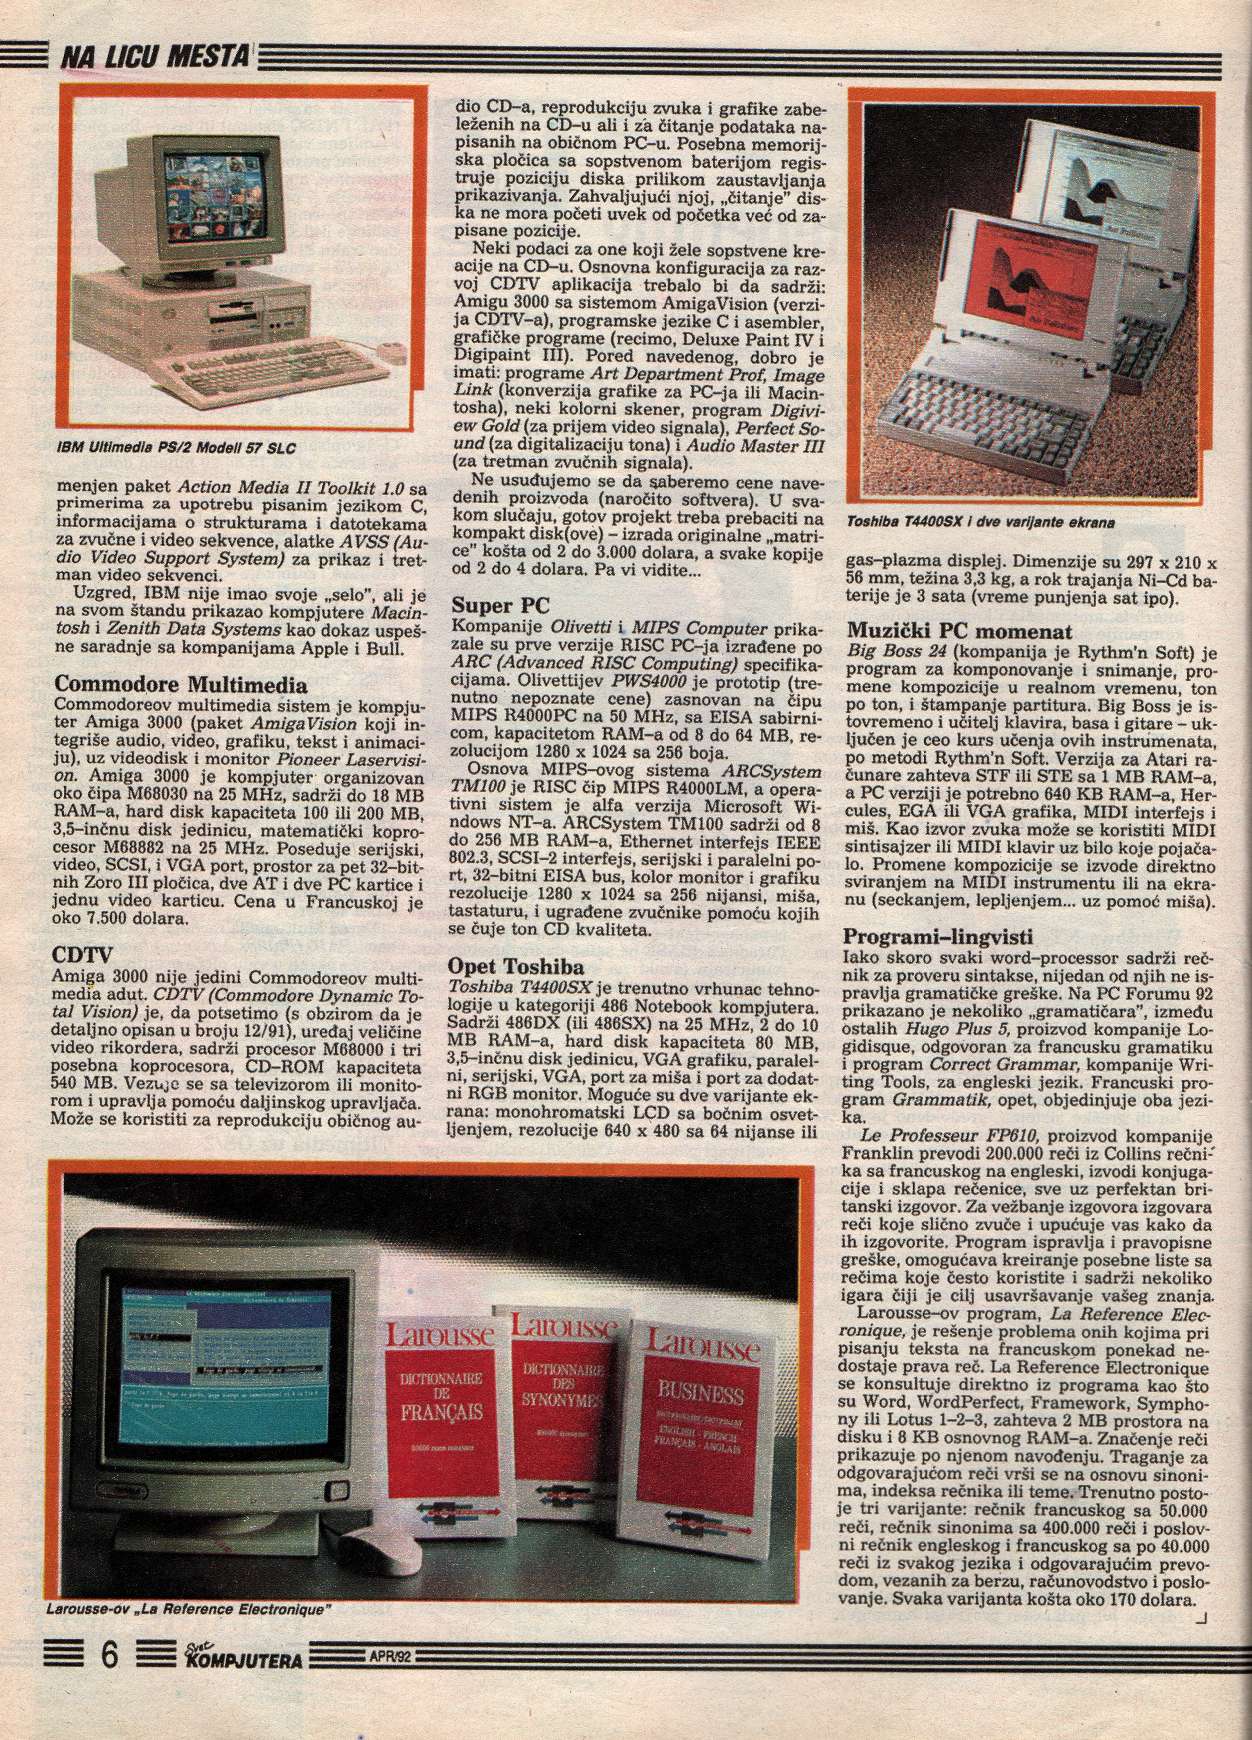 NA LICU MESTA
IBM Ultimedia PS/2 Modell 57 SLC
menjen paket Action Media II Toolkit 1.0 sa
primerima za upotrebu pisanim jezikom C,
informacijama o strukturama i datotekama
za zvučne i video sekvence, alatke AVSS (Au-
dio Video Support System) za prikaz i tret-
man video sekvenci.
Uzgred, IBM nije imao svoje „selo”, ali je
na svom štandu prikazao kompjutere Macin-
tosh i Zenith Data Systems kao dokaz uspeš-
ne saradnje sa kompanijama Apple i Bull.
Commodore Multimedia
Commodoreov multimedia sistem je kompju-
ter Amiga 3000 (paket AmigaVision koji in-
tegriše audio, video, grafiku, tekst i animaci-
ju), uz videodisk i monitor Pioneer Laservisi-
on. Amiga 3000 je kompjuter organizovan
oko čipa M68030 na 25 MHz, sadrži do 18 MB
RAM–a, hard disk kapaciteta 100 ili 200 MB,
3,5–inčnu disk jedinicu, matematički kopro-
cesor M68882 na 25 MHz. Poseduje serijski,
video, SCSI, i VGA port, prostor za pet 32–bit-
nih Zoro III pločica, dve AT i dve PC kartice i
jednu video karticu. Cena u Francuskoj je
oko 7.500 dolara.
CDTV
Amiga 3000 nije jedini Commodoreov multi-
media adut. CDTV (Commodore Dynamic To-
tal Vision) je, da potsetimo (s obzirom da je
detaljno opisan u broju 12/91), uređaj veličine
video rikordera, sadrži procesor M68000 i tri
posebna koprocesora, CD–ROM kapaciteta
540 MB. Vezuje se sa televizorom ili monito-
rom i upravlja pomoću daljinskog upravljača.
Može se koristiti za reprodukciju običnog au-
dio CD–a, reprodukciju zvuka i grafike zabe-
leženih na CD–u ali i za čitanje podataka na-
pisanih na običnom PC–u. Posebna memorij-
ska pločica sa sopstvenom baterijom regis-
truje poziciju diska prilikom zaustavljanja
prikazivanja. Zahvaljujući njoj, „čitanje” dis-
ka ne mora početi uvek od početka već od za-
pisane pozicije.
Neki podaci za one koji žele sopstvene kre-
acije na CD–u. Osnovna konfiguracija za raz-
voj CDTV aplikacija trebalo bi da sadrži:
Amigu 3000 sa sistemom AmigaVision (verzi-
ja CDTV–a), programske jezike C i asembler,
grafičke programe (recimo, Deluxe Paint IV i
Digipaint III). Pored navedenog, dobro je
imati: programe Art Department Prof, Image
Link (konverzija grafike za PC–ja ili Macin-
tosha), neki kolorni skener, program Digivi-
ew Gold (za prijem video signala), Perfect So-
und (za digitalizaciju tona) i Audio Master III
(za tretman zvučnih signala).
Ne usuđujemo se da saberemo cene nave-
denih proizvoda (naročito softvera). U sva-
kom slučaju, gotov projekt treba prebaciti na
kompakt disk(ove) – izrada originalne „matri-
ce” košta od 2 do 3.000 dolara, a svake kopije
od 2 do 4 dolara. Pa vi vidite...
Super PC
Kompanije Olivetti i MIPS Computer prika-
zale su prve verzije RISC PC–ja izrađene po
ARC (Advanced RISC Computing) specifika-
cijama. Olivettijev PWS4000 je prototip (tre-
nutno nepoznate cene) zasnovan na čipu
MIPS R4000PC na 50 MHz, sa EISA sabirni-
com, kapacitetom RAM–a od 8 do 64 MB, re-
zolucijom 1280 x 1024 sa 256 boja.
Osnova MIPS–ovog sistema ARCSystem
TM100 je RISC čip MIPS R4000LM, a opera-
tivni sistem je alfa verzija Microsoft Wi-
ndows NT–a. ARCSystem TM100 sadrži od 8
do 256 MB RAM–a, Ethernet interfejs IEEE
802.3, SCSI–2 interfejs, serijski i paralelni po-
rt, 32–bitni EISA bus, kolor monitor i grafiku
rezolucije 1280 x 1024 sa 256 nijansi, miša,
tastaturu, i ugrađene zvučnike pomoću kojih
se čuje ton CD kvaliteta.
Opet Toshiba
Toshiba T4400SX je trenutno vrhunac tehno-
logije u kategoriji 486 Notebook kompjutera.
Sadrži 486DX (ili 486SX) na 25 MHz, 2 do 10
MB RAM–a, hard disk kapaciteta 80 MB,
3,5–inčnu disk jedinicu, VGA grafiku, paralel-
ni, serijski, VGA, port za miša i port za dodat-
ni RGB monitor. Moguće su dve varijante ek-
rana: monohromatski LCD sa bočnim osvet-
ljenjem, rezolucije 640 x 480 sa 64 nijanse ili
Toshiba T4400SX i dve varijante ekrana
gas–plazma displej. Dimenzije su 297 x 210 x
56 mm, težina 3,3 kg, a rok trajanja Ni–Cd ba-
terije je 3 sata (vreme punjenja sat ipo).
Muzički PC momenat
Big Boss 24 (kompanija je Rythm'n Soft) je
program za komponovanje i snimanje, pro-
mene kompozicije u realnom vremenu, ton
po ton, i štampanje partitura. Big Boss je is-
tovremeno i učitelj klavira, basa i gitare – uk-
ljučen je ceo kurs učenja ovih instrumenata,
po metodi Rythm'n Soft. Verzija za Atari ra-
čunare zahteva STF ili STE sa 1 MB RAM–a,
a PC verziji je potrebno 640 KB RAM–a, Her-
cules, EGA ili VGA grafika, MIDI interfejs i
miš. Kao izvor zvuka može se koristiti MIDI
sintisajzer ili MIDI klavir uz bilo koje pojača-
lo. Promene kompozicije se izvode direktno
sviranjem na MIDI instrumentu ili na ekra-
nu (seckanjem, lepljenjem... uz pomoć miša).
Programi–lingvisti
Iako skoro svaki word–processor sadrži reč-
nik za proveru sintakse, nijedan od njih ne is-
pravlja gramatičke greške. Na PC Forumu 92
prikazano je nekoliko „gramatičara”, između
ostalih Hugo Plus 5, proizvod kompanije Lo-
gidisque, odgovoran za francusku gramatiku
i program Correct Grammar, kompanije Wri-
ting Tools, za engleski jezik. Francuski pro-
gram Grammatik, opet, objedinjuje oba jezi-
ka.
Le Professeur FP610, proizvod kompanije
Franklin prevodi 200.000 reči iz Collins rečni-
ka sa francuskog na engleski, izvodi konjuga-
cije i sklapa rečenice, sve uz perfektan bri-
tanski izgovor. Za vežbanje izgovora izgovara
reči koje slično zvuče i upućuje vas kako da
ih izgovorite. Program ispravlja i pravopisne
greške, omogućava kreiranje posebne liste sa
rečima koje često koristite i sadrži nekoliko
igara čiji je cilj usavršavanje vašeg znanja.
Larousse–ov program, La Reference Elec-
ronique, je rešenje problema onih kojima pri
pisanju teksta na francuskom ponekad ne-
dostaje prava reč. La Reference Electronique
se konsultuje direktno iz programa kao što
su Word, WordPerfect, Framework, Sympho-
ny ili Lotus 1–2–3, zahteva 2 MB prostora na
disku i 8 KB osnovnog RAM–a. Značenje reči
prikazuje po njenom navođenju. Traganje za
odgovarajućom reči vrši se na osnovu sinoni-
ma, indeksa rečnika ili teme. Trenutno posto-
je tri varijante: rečnik francuskog sa 50.000
reči, rečnik sinonima sa 400.000 reči i poslov-
ni rečnik engleskog i francuskog sa po 40.000
reči iz svakog jezika i odgovarajućim prevo-
dom, vezanih za berzu, računovodstvo i poslo-
vanje. Svaka varijanta košta oko 170 dolara.
Larousse
DICTIONNAIRE
DE
FRANÇAIS
Larousse
DICTIONNAIRE
DES
SYNONYMES
Larousse
BUSINESS
ENGLISH - FRENCH
FRANÇAIS - ANGLAIS
Larousse-ov „La Reference Electronique”
6
Svet KOMPJUTERA
APR/92